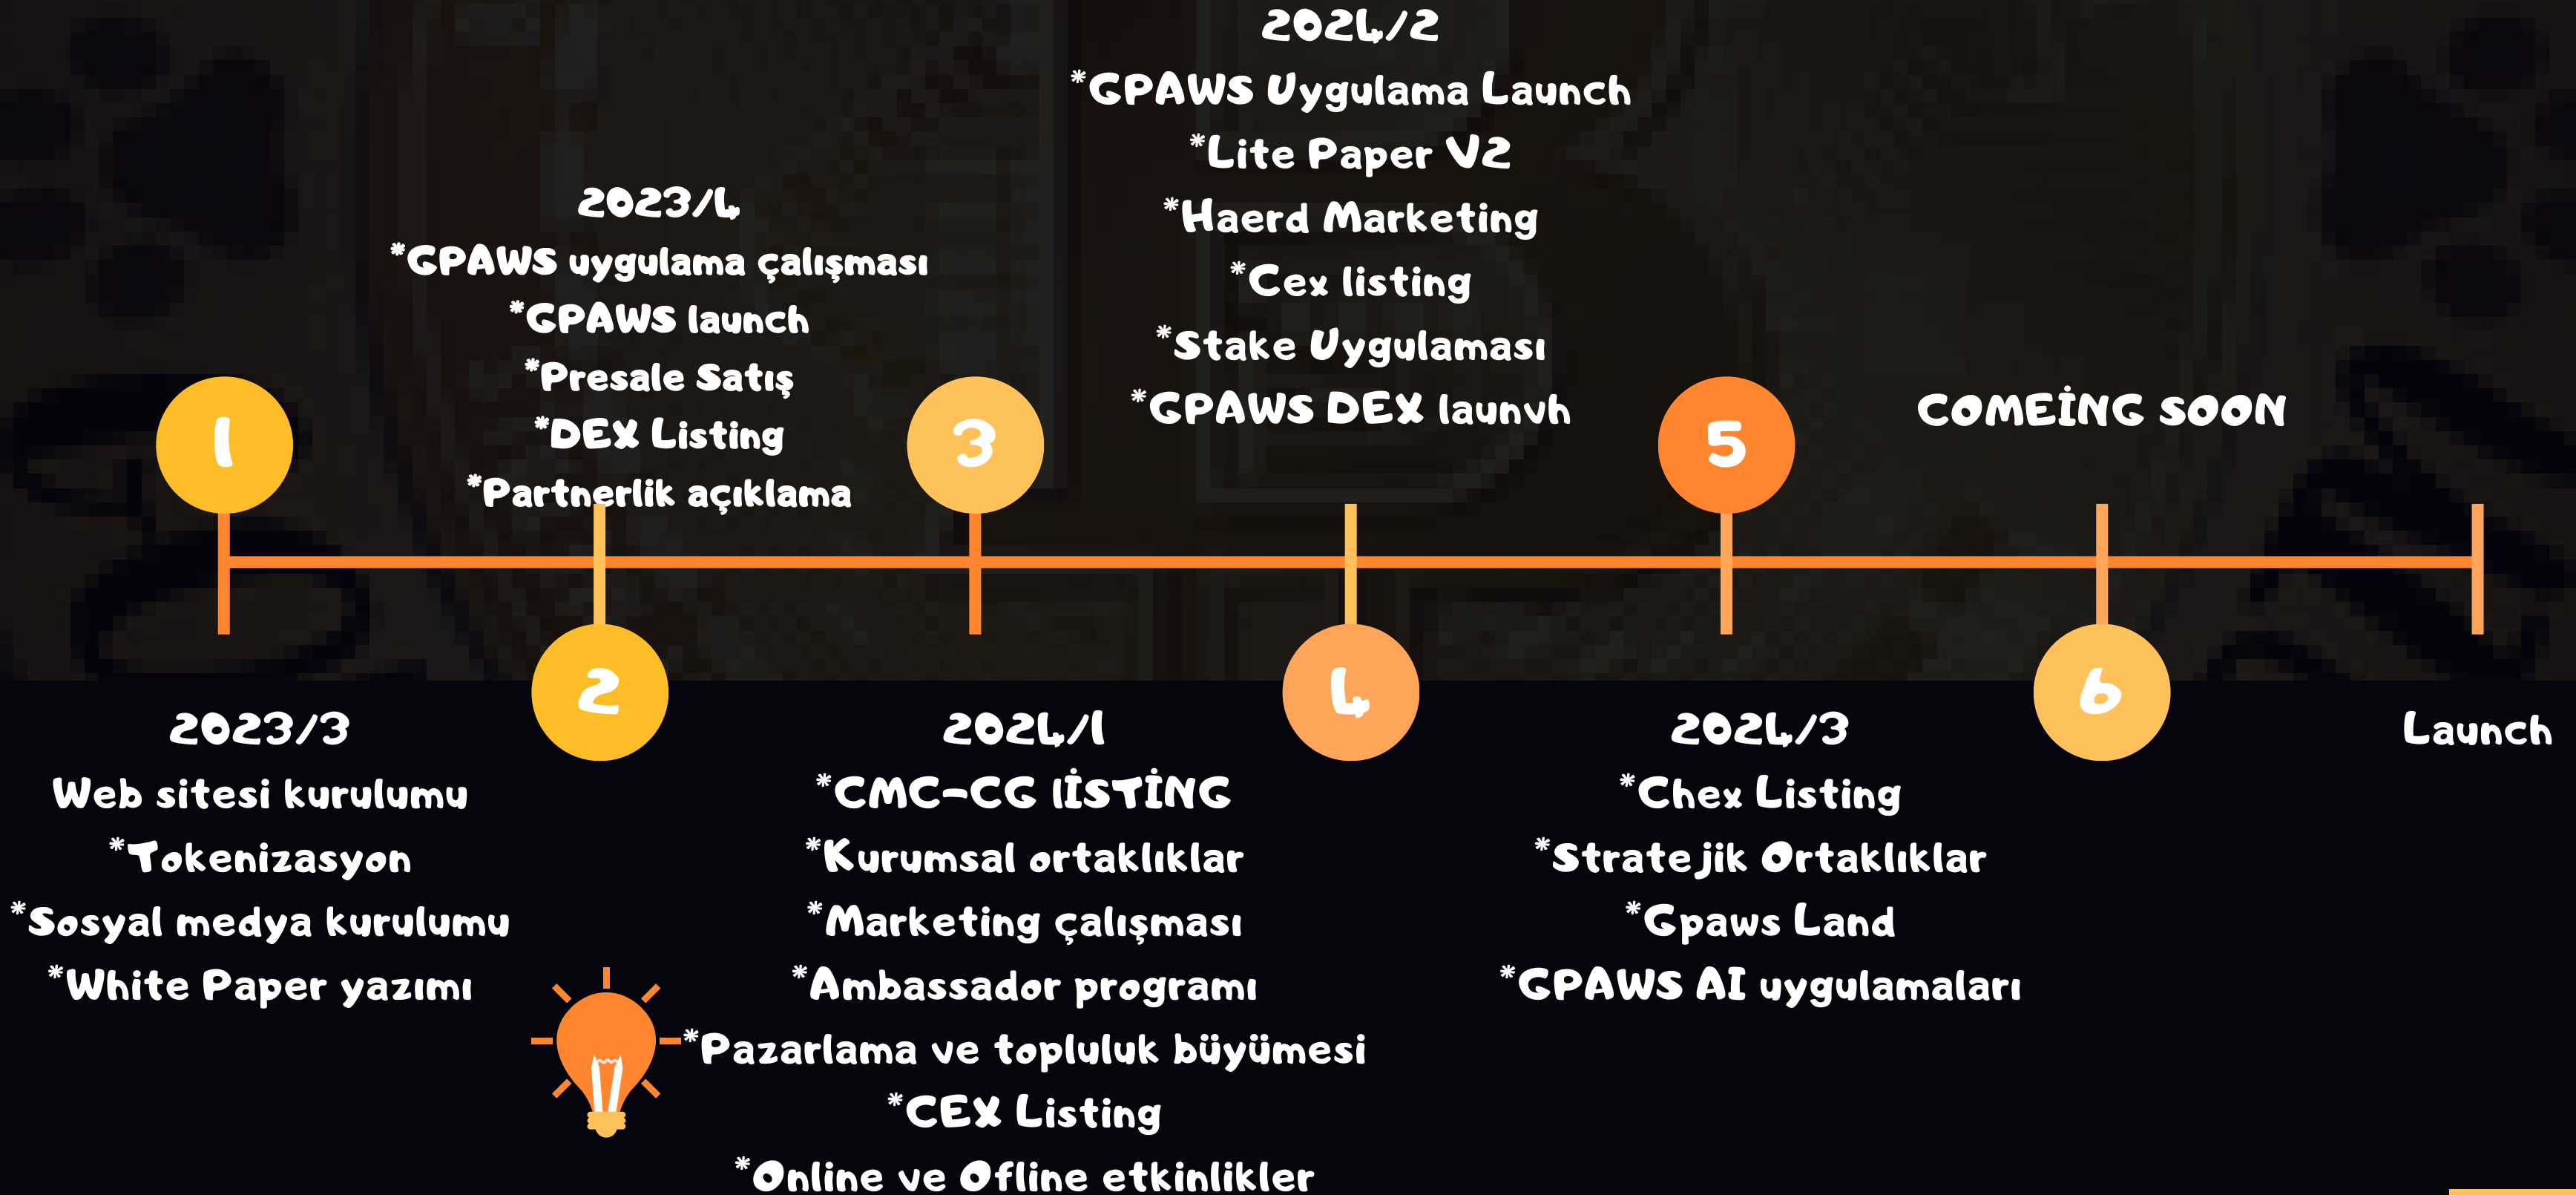 1
2023/3
Web sitesi kurulumu
*Tokenizasyon
*Sosyal medya kurulumu
*White Paper yazımı
2023/4
*GPAWS uygulama çalışması
*GPAWS launch
*Presale Satış
*DEX Listing
*Partnerlik açıklama
2
3
2024/1
*CMC-CG lİSTİNG
*Kurumsal ortaklıklar
*Marketing çalışması
*Ambassador programı
*Pazarlama ve topluluk büyümesi
*CEX Listing
*Online ve Ofline etkinlikler
2024/2
*GPAWS Uygulama Launch
*Lite Paper V2
*Haerd Marketing
*Cex listing
*Stake Uygulaması
*GPAWS DEX launvh
4
5
2024/3
*Chex Listing
*Stratejik Ortaklıklar
*Gpaws Land
*GPAWS AI uygulamaları
COMEİNG SOON
6
Launch